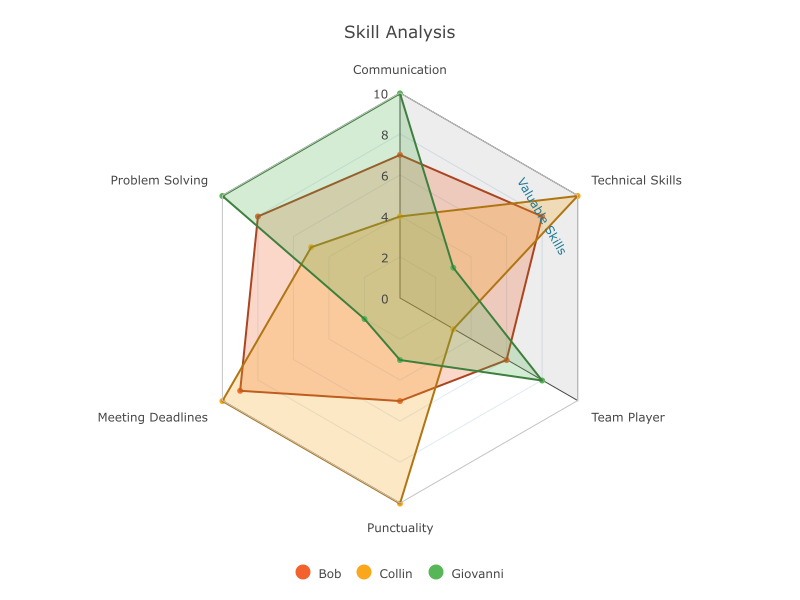 Skill Analysis
Communication
10
8
6
4
2
0
Problem Solving
Technical Skills
Valuable Skills
Meeting Deadlines
Team Player
Punctuality
Bob
Collin
Giovanni